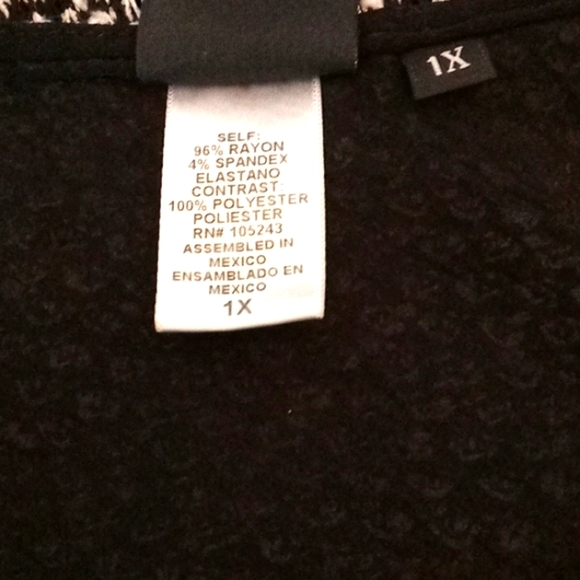 1X
SELF:
96% RAYON
4% SPANDEX
ELASTANO
CONTRAST:
100% POLYESTER
POLIESTER
RN# 105243
ASSEMBLED IN
MEXICO
ENSAMBLADO EN
MEXICO
1X